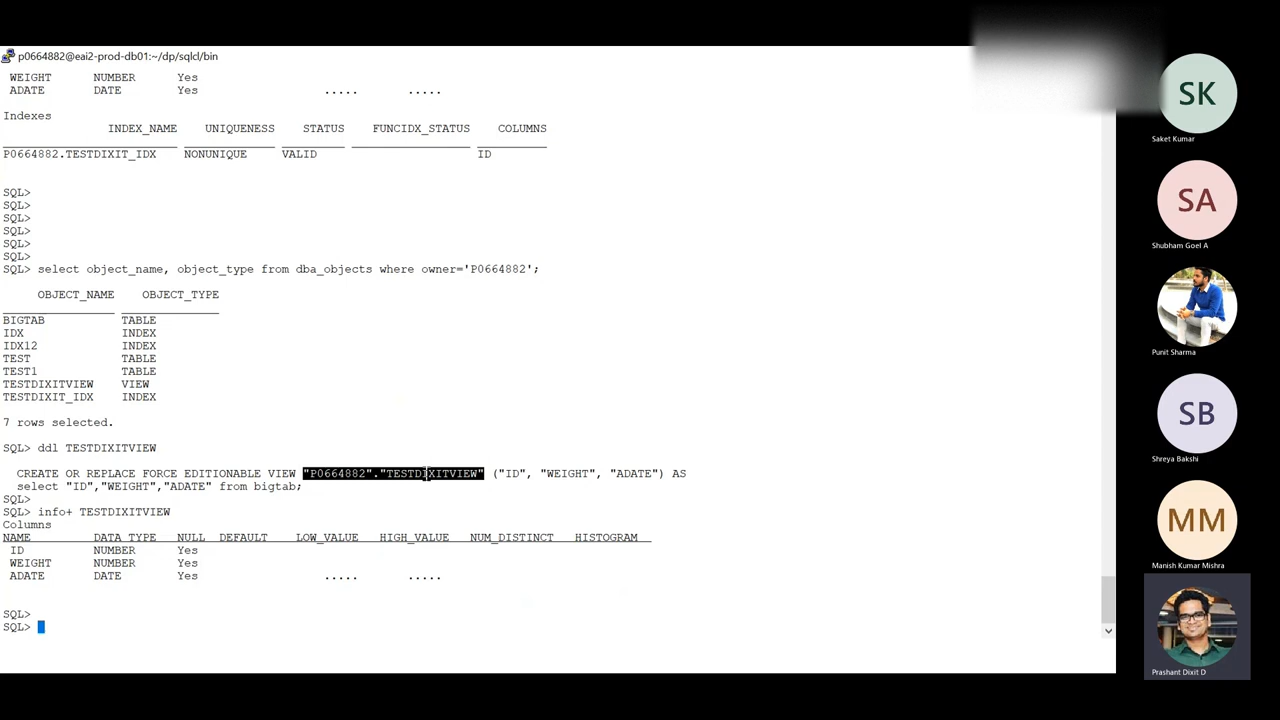 p0664882@eai2-prod-db01:~/dp/sqlcl/bin
WEIGHT NUMBER Yes
ADATE DATE Yes ..... .....
Indexes
INDEX_NAME UNIQUENESS STATUS FUNCIDX_STATUS COLUMNS
P0664882.TESTDIXIT_IDX NONUNIQUE VALID ID
SQL>
SQL>
SQL>
SQL>
SQL>
SQL>
SQL> select object_name, object_type from dba_objects where owner='P0664882';
OBJECT_NAME OBJECT_TYPE
BIGTAB TABLE
IDX INDEX
IDX12 INDEX
TEST TABLE
TEST1 TABLE
TESTDIXITVIEW VIEW
TESTDIXIT_IDX INDEX
7 rows selected.
SQL> ddl TESTDIXITVIEW
CREATE OR REPLACE FORCE EDITIONABLE VIEW "P0664882"."TESTDIXITVIEW" ("ID", "WEIGHT", "ADATE") AS
select "ID","WEIGHT","ADATE" from bigtab;
SQL>
SQL> info+ TESTDIXITVIEW
Columns
NAME DATA TYPE NULL DEFAULT LOW_VALUE HIGH_VALUE NUM_DISTINCT HISTOGRAM
ID NUMBER Yes
WEIGHT NUMBER Yes
ADATE DATE Yes ..... .....
SQL>
SQL>
SK
Saket Kumar
SA
Shubham Goel A
Punit Sharma
SB
Shreya Bakshi
MM
Manish Kumar Mishra
Prashant Dixit D